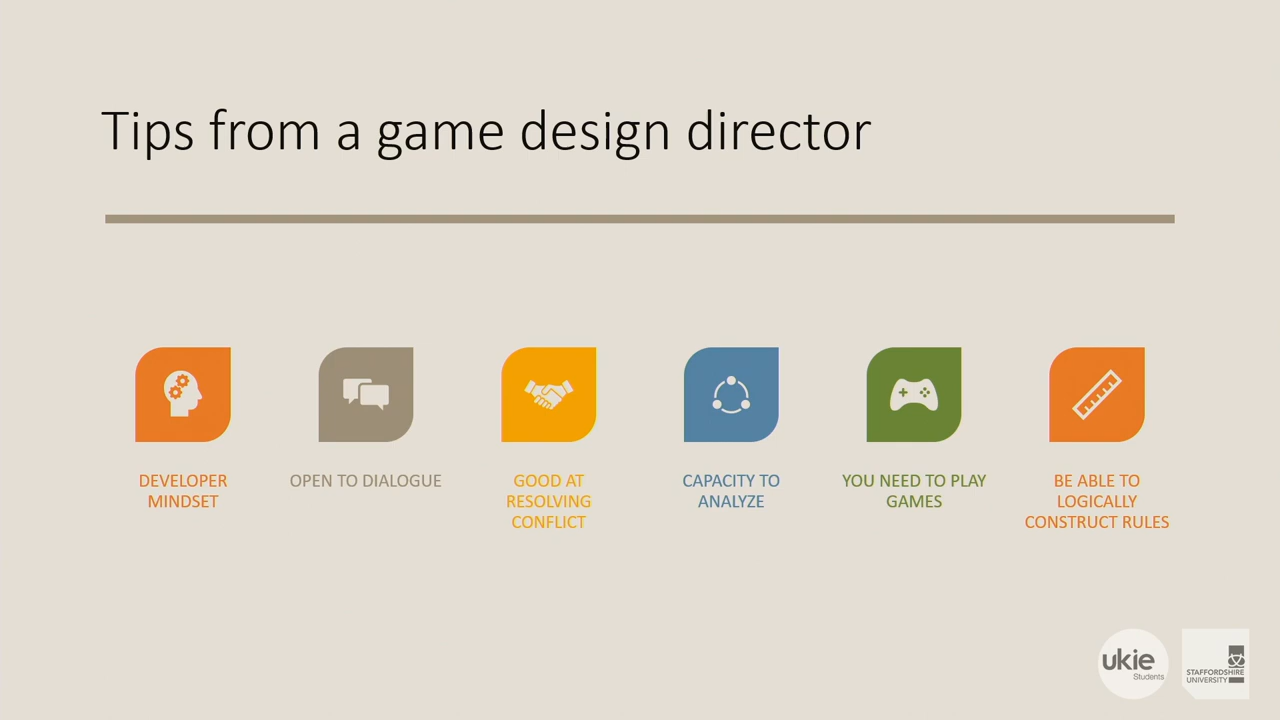 Tips from a game design director
DEVELOPER
MINDSET
OPEN TO DIALOGUE
GOOD AT
RESOLVING
CONFLICT
CAPACITY TO
ANALYZE
YOU NEED TO PLAY
GAMES
BE ABLE TO
LOGICALLY
CONSTRUCT RULES
ukie
Students
STAFFORDSHIRE
UNIVERSITY